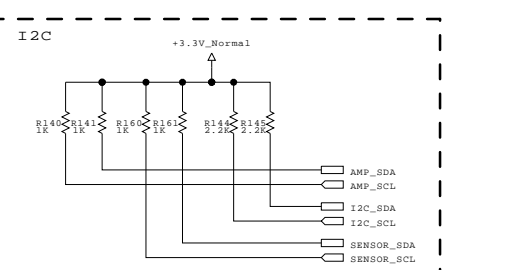 I2C
+3.3V_Normal
R140 R141 R160 R161 R144 R145
1K 1K 1K 1K 2.2K 2.2K
AMP_SDA
AMP_SCL
I2C_SDA
I2C_SCL
SENSOR_SDA
SENSOR_SCL